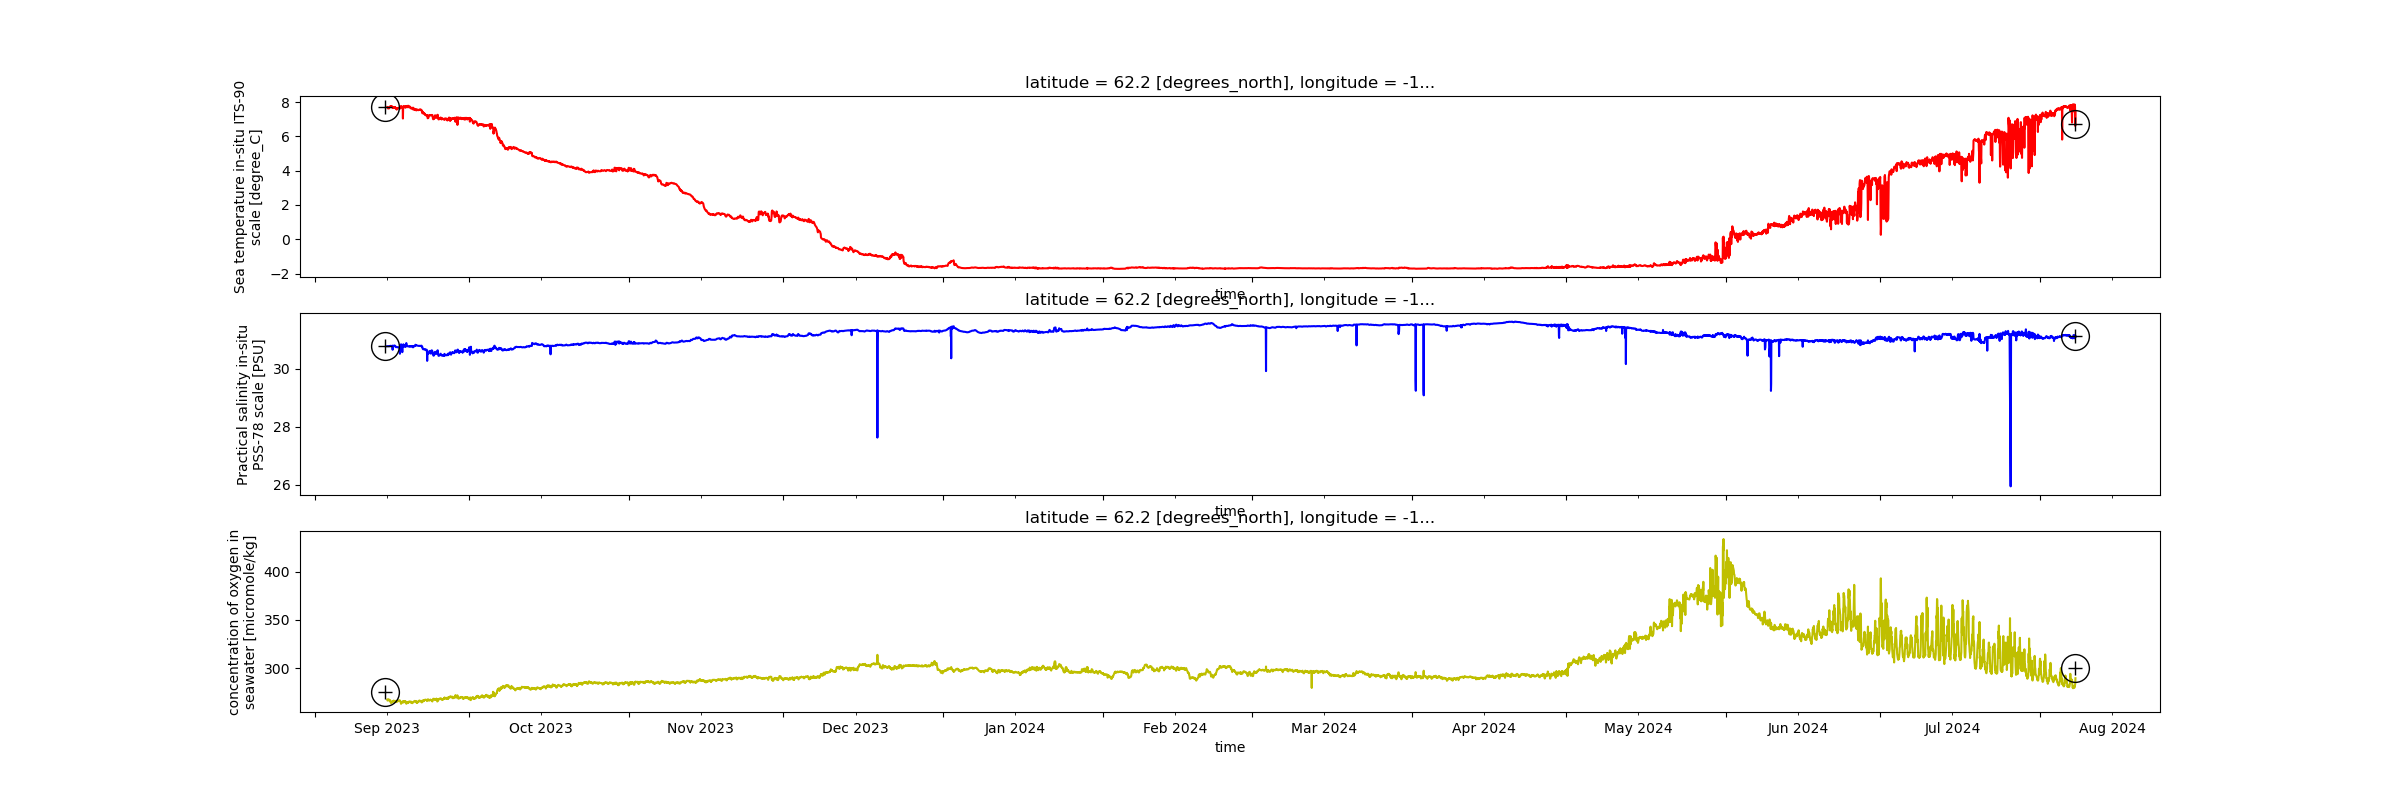 latitude = 62.2 [degrees_north], longitude = -1...
Sea temperature in-situ ITS-90
scale [degree_C]
8
6
4
2
0
−2
time
latitude = 62.2 [degrees_north], longitude = -1...
Practical salinity in-situ
PSS-78 scale [PSU]
30
28
26
time
latitude = 62.2 [degrees_north], longitude = -1...
concentration of oxygen in
seawater [micromole/kg]
400
350
300
Sep 2023 Oct 2023 Nov 2023 Dec 2023 Jan 2024 Feb 2024 Mar 2024 Apr 2024 May 2024 Jun 2024 Jul 2024 Aug 2024
time